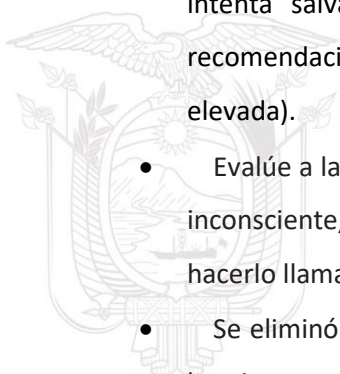 intenta salva
recomendaci
elevada).
• Evalúe a la
inconsciente,
hacerlo llama
• Se eliminó